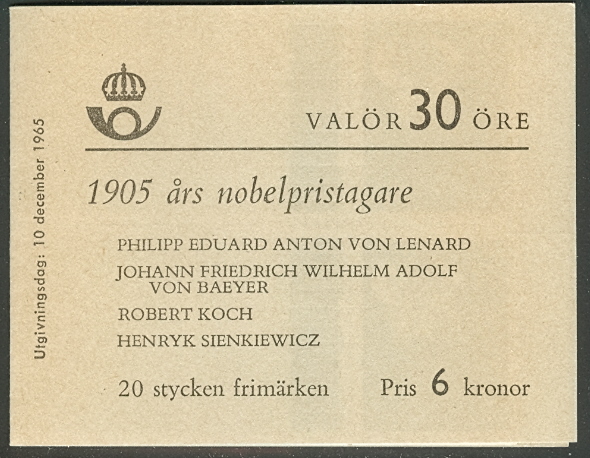 Utgivningsdag: 10 december 1965
VALÖR 30 ÖRE
1905 års nobelpristagare
PHILIPP EDUARD ANTON VON LENARD
JOHANN FRIEDRICH WILHELM ADOLF
VON BAEYER
ROBERT KOCH
HENRYK SIENKIEWICZ
20 stycken frimärken Pris 6 kronor